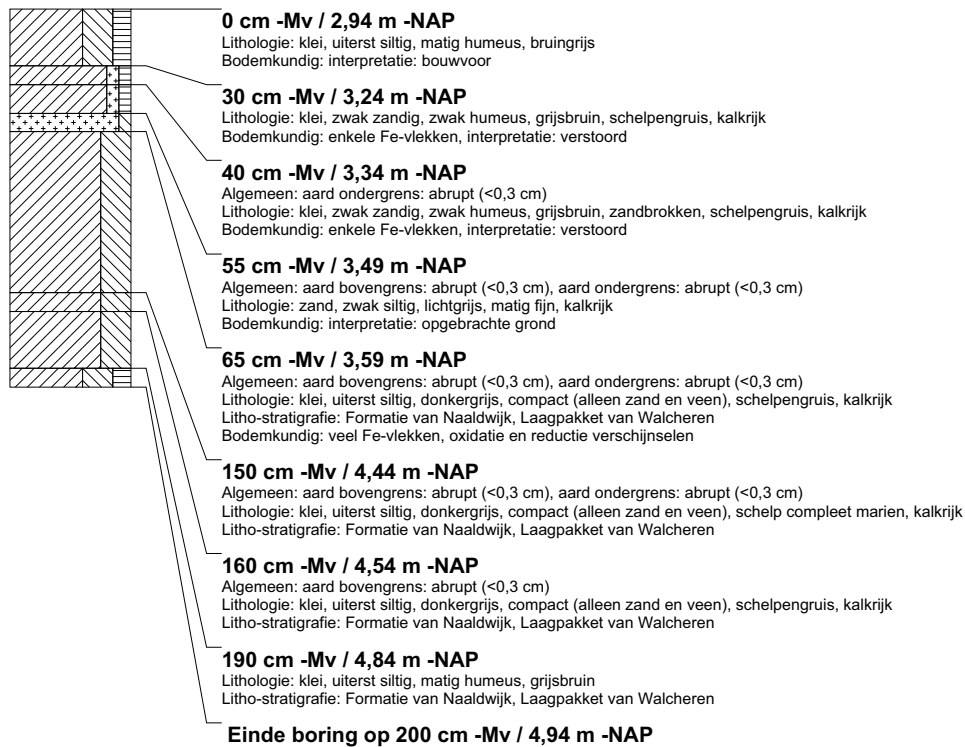 0 cm -Mv / 2,94 m -NAP
Lithologie: klei, uiterst siltig, matig humeus, bruingrijs
Bodemkundig: interpretatie: bouwvoor
30 cm -Mv / 3,24 m -NAP
Lithologie: klei, zwak zandig, zwak humeus, grijsbruin, schelpengruis, kalkrijk
Bodemkundig: enkele Fe-vlekken, interpretatie: verstoord
40 cm -Mv / 3,34 m -NAP
Algemeen: aard ondergrens: abrupt (<0,3 cm)
Lithologie: klei, zwak zandig, zwak humeus, grijsbruin, zandbrokken, schelpengruis, kalkrijk
Bodemkundig: enkele Fe-vlekken, interpretatie: verstoord
55 cm -Mv / 3,49 m -NAP
Algemeen: aard bovengrens: abrupt (<0,3 cm), aard ondergrens: abrupt (<0,3 cm)
Lithologie: zand, zwak siltig, lichtgrijs, matig fijn, kalkrijk
Bodemkundig: interpretatie: opgebrachte grond
65 cm -Mv / 3,59 m -NAP
Algemeen: aard bovengrens: abrupt (<0,3 cm), aard ondergrens: abrupt (<0,3 cm)
Lithologie: klei, uiterst siltig, donkergrijs, compact (alleen zand en veen), schelpengruis, kalkrijk
Litho-stratigrafie: Formatie van Naaldwijk, Laagpakket van Walcheren
Bodemkundig: veel Fe-vlekken, oxidatie en reductie verschijnselen
150 cm -Mv / 4,44 m -NAP
Algemeen: aard bovengrens: abrupt (<0,3 cm), aard ondergrens: abrupt (<0,3 cm)
Lithologie: klei, uiterst siltig, donkergrijs, compact (alleen zand en veen), schelp compleet marien, kalkrijk
Litho-stratigrafie: Formatie van Naaldwijk, Laagpakket van Walcheren
160 cm -Mv / 4,54 m -NAP
Algemeen: aard bovengrens: abrupt (<0,3 cm)
Lithologie: klei, uiterst siltig, donkergrijs, compact (alleen zand en veen), schelpengruis, kalkrijk
Litho-stratigrafie: Formatie van Naaldwijk, Laagpakket van Walcheren
190 cm -Mv / 4,84 m -NAP
Lithologie: klei, uiterst siltig, matig humeus, grijsbruin
Litho-stratigrafie: Formatie van Naaldwijk, Laagpakket van Walcheren
Einde boring op 200 cm -Mv / 4,94 m -NAP